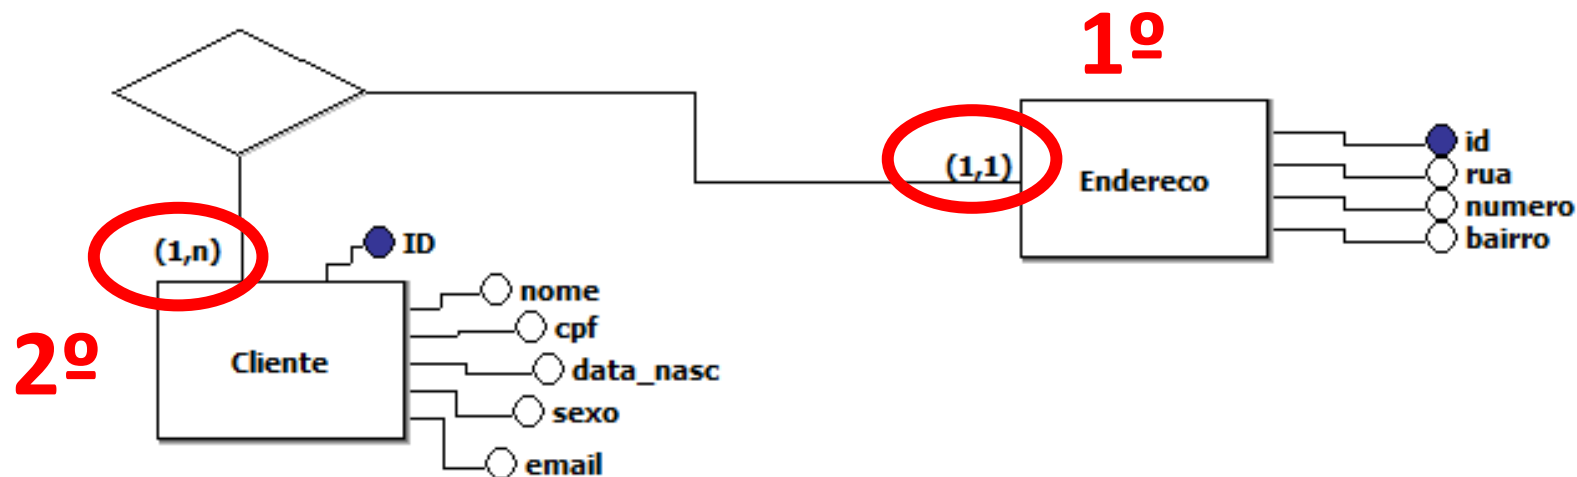 1º
(1,1)
Endereco
id
rua
numero
bairro
(1,n)
ID
nome
cpf
data_nasc
sexo
email
2º
Cliente